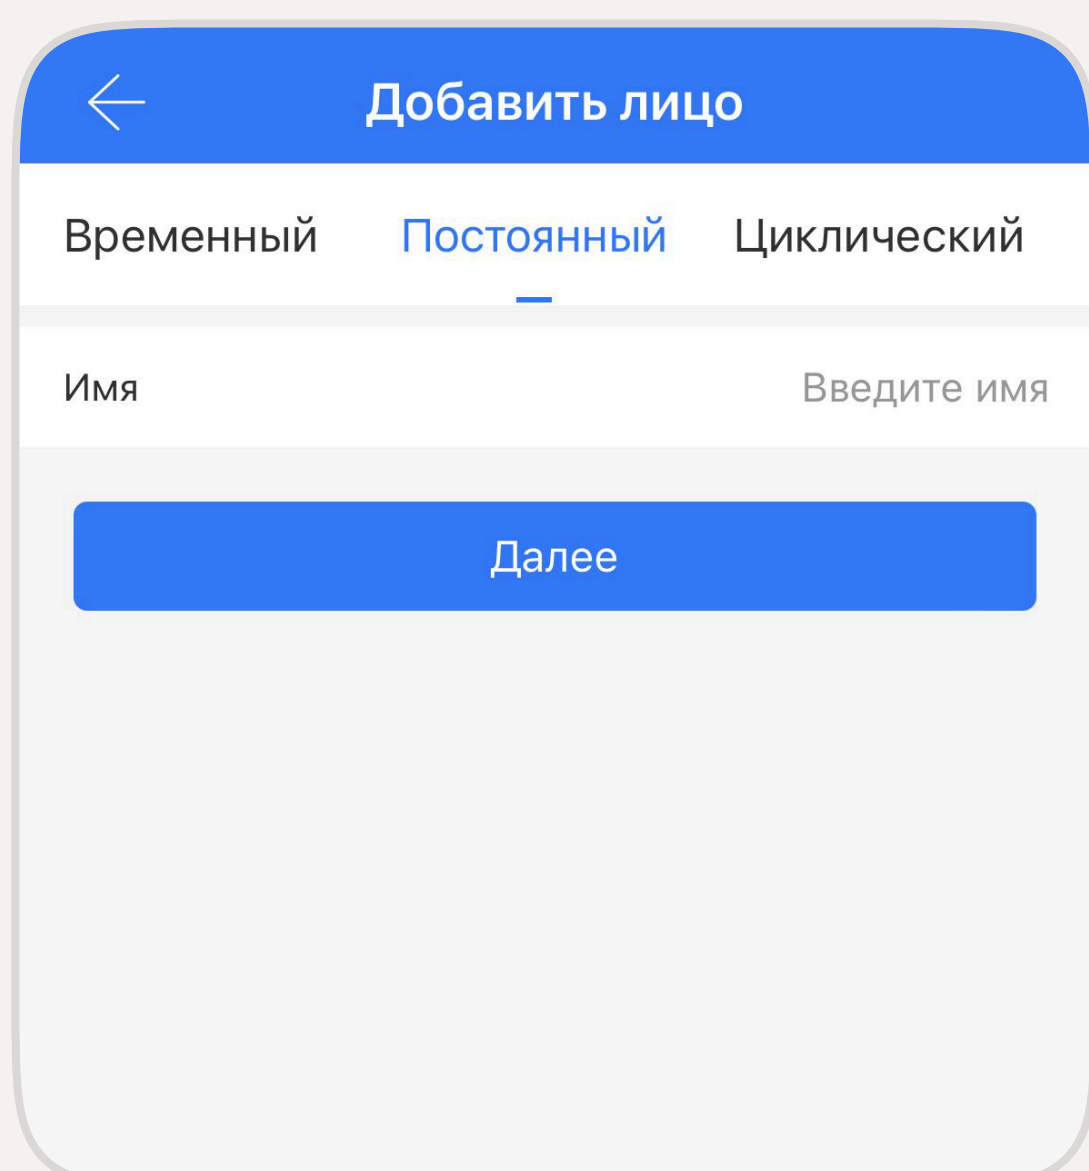 Добавить лицо
Временный Постоянный Циклический
Имя Введите имя
Далее